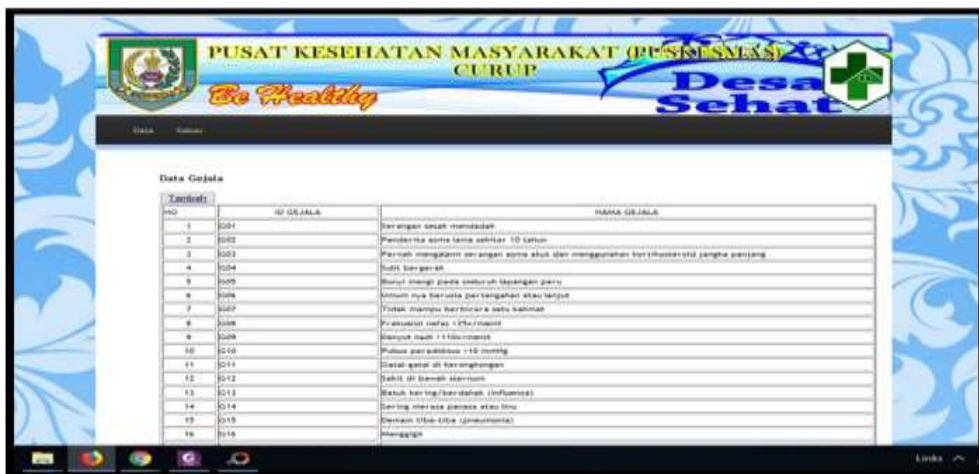 PUSAT KESEHATAN MASYARAKAT (PUSKESMAS)
CURUP
Be Healthy
Desa
Sehat
Data
Data Gejala
Tambah
NO ID GEJALA NAMA GEJALA
1 G01 Serangan sesak mendadak
2 G02 Penderita asma lama sekitar 10 tahun
3 G03 Pernah mengalami serangan asma akut dan menggunakan jangka panjang
4 G04 Sulit bergerak
5 G05 Bunyi mengi pada seluruh lapangan paru
6 G06 Umum nya berusia pertengahan atau lanjut
7 G07 Tidak mampu berbicara satu kalimat
8 G08 nafas >25x/menit
9 G09 Denyut nadi >110x/menit
10 G10 Pulsus paradoksus >10 mmHg
11 G11 Gatal-gatal di
12 G12 Sakit di bawah sternum
13 G13 Batuk kering/berdahak (influenza)
14 G14 Sering merasa panas atau
15 G15 Demam tiba-tiba (pneumonia)
16 G16 Menggigil
Links